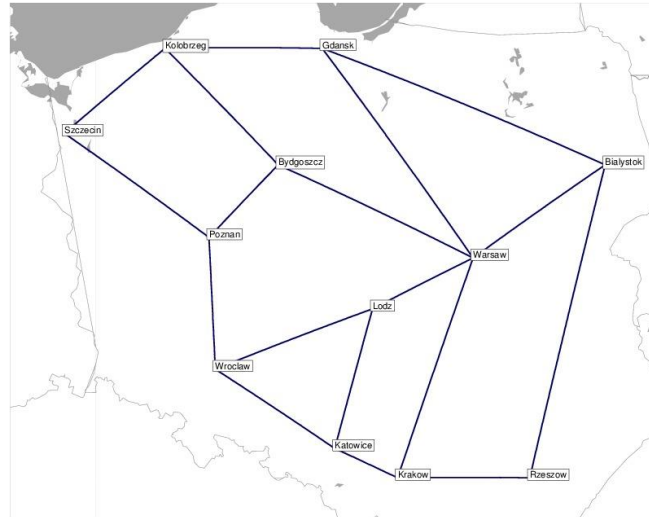 Kolobrzeg
Gdansk
Szczecin
Bydgoszcz
Bialystok
Poznan
Warsaw
Lodz
Wroclaw
Katowice
Krakow
Rzeszow